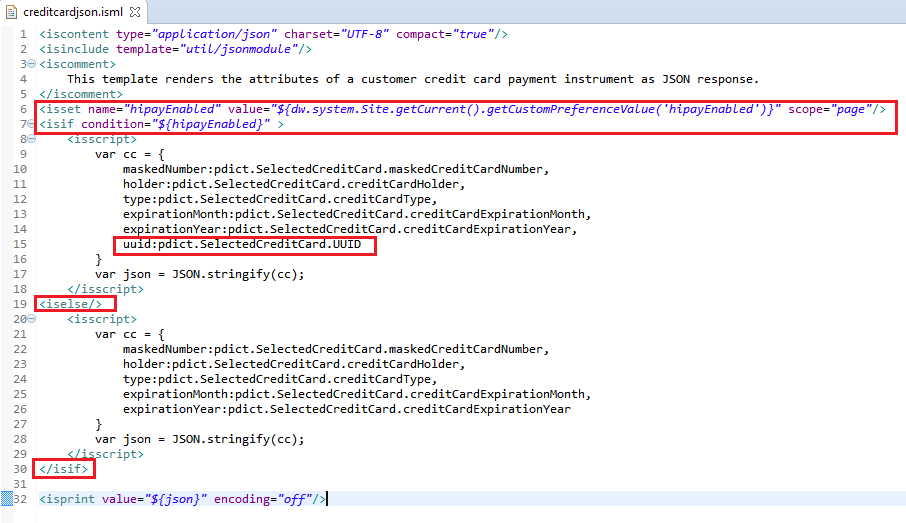 creditcardjson.isml
1 <iscontent type="application/json" charset="UTF-8" compact="true"/>
2 <isinclude template="util/jsonmodule"/>
3 <iscomment>
4 This template renders the attributes of a customer credit card payment instrument as JSON response.
5 </iscomment>
6 <isset name="hipayEnabled" value="${dw.system.Site.getCurrent().getCustomPreferenceValue('hipayEnabled')}" scope="page"/>
7 <isif condition="${hipayEnabled}" >
8 <isscript>
9 var cc = {
10 maskedNumber:pdict.SelectedCreditCard.maskedCreditCardNumber,
11 holder:pdict.SelectedCreditCard.creditCardHolder,
12 type:pdict.SelectedCreditCard.creditCardType,
13 expirationMonth:pdict.SelectedCreditCard.creditCardExpirationMonth,
14 expirationYear:pdict.SelectedCreditCard.creditCardExpirationYear,
15 uuid:pdict.SelectedCreditCard.UUID
16 }
17 var json = JSON.stringify(cc);
18 </isscript>
19 <iselse/>
20 <isscript>
21 var cc = {
22 maskedNumber:pdict.SelectedCreditCard.maskedCreditCardNumber,
23 holder:pdict.SelectedCreditCard.creditCardHolder,
24 type:pdict.SelectedCreditCard.creditCardType,
25 expirationMonth:pdict.SelectedCreditCard.creditCardExpirationMonth,
26 expirationYear:pdict.SelectedCreditCard.creditCardExpirationYear
27 }
28 var json = JSON.stringify(cc);
29 </isscript>
30 </isif>
31
32 <isprint value="${json}" encoding="off"/>